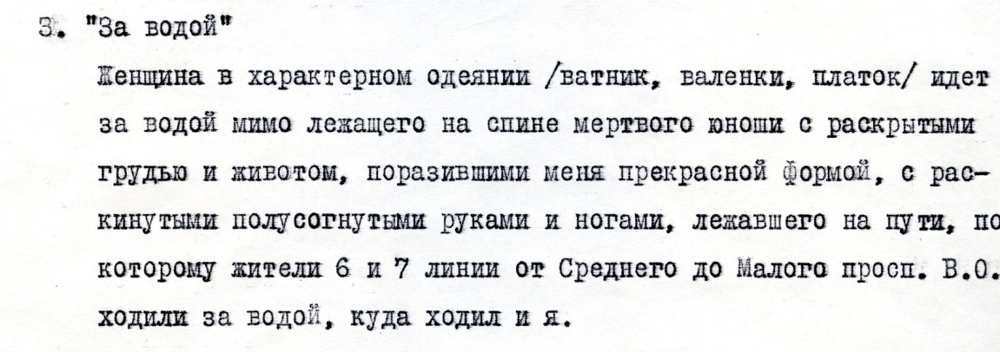 3. "За водой"
Женщина в характерном одеянии /ватник, валенки, платок/ идет
за водой мимо лежащего на спине мертвого юноши с раскрытыми
грудью и животом, поразившими меня прекрасной формой, с рас-
кинутыми полусогнутыми руками и ногами, лежавшего на пути, по
которому жители 6 и 7 линии от Среднего до Малого просп. В.О.
ходили за водой, куда ходил и я.